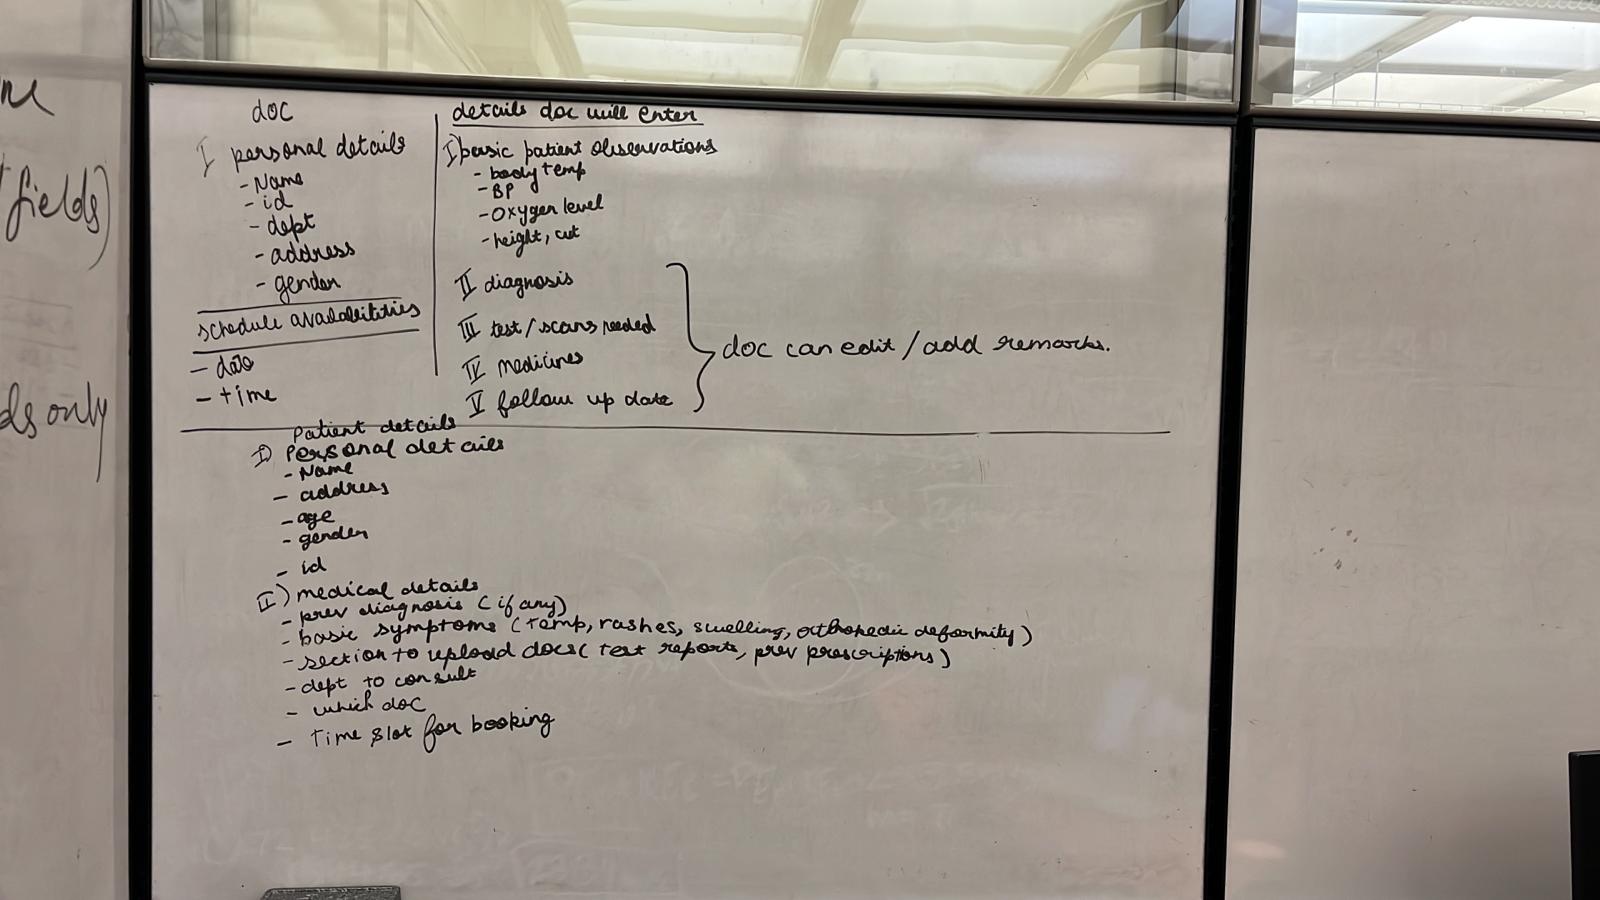 doc
I personal details
- Name
- id
- dept
- address
- gender
schedule availabilities
- date
- time
details doc will enter
I) basic patient observations
- body temp
- BP
- Oxygen level
- height, cut
II diagnosis
III test/scans needed
IV medicines
V follow up date
doc can edit/add remarks.
Patient details
I) Personal details
- Name
- address
- age
- gender
- id
II) medical details
- prev diagnosis (if any)
- basic symptoms (temp, rashes, swelling, orthopedic deformity)
- section to upload docs (test reports, prev prescriptions)
- dept to consult
- which doc
- Time slot for booking
fields)
only